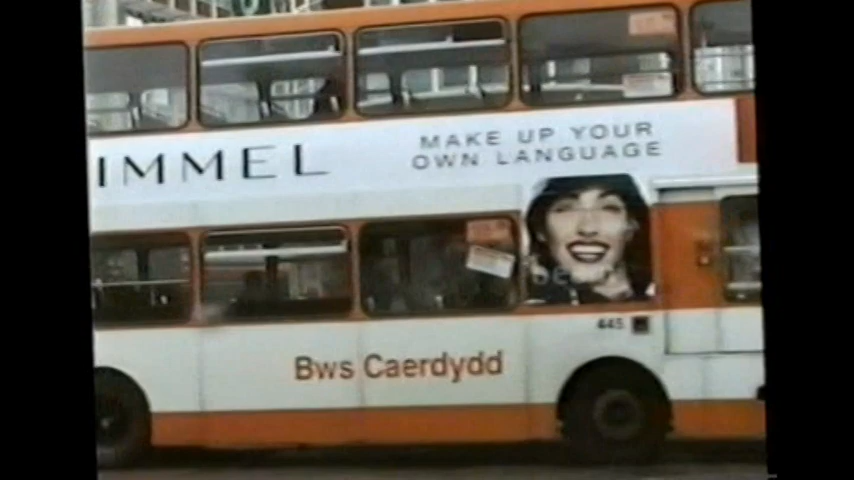 IMMEL
MAKE UP YOUR
OWN LANGUAGE
445
Bws Caerdydd